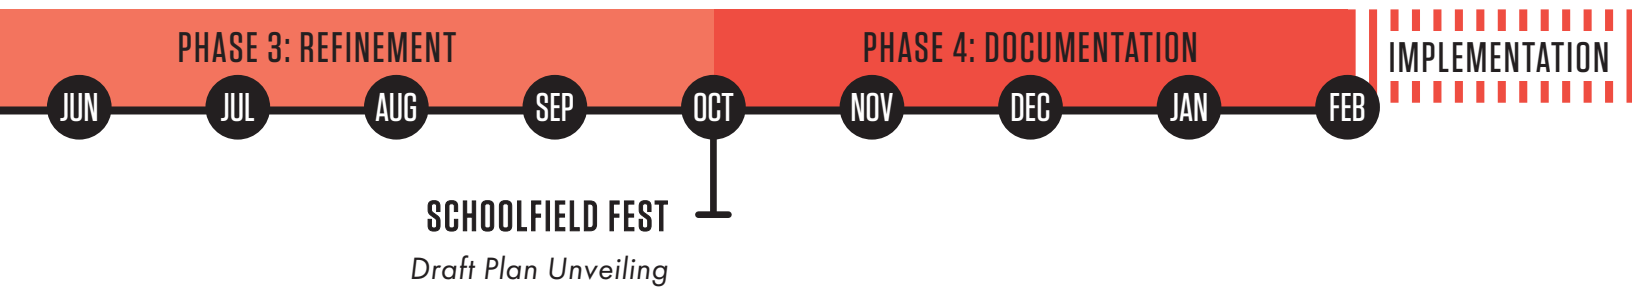 PHASE 3: REFINEMENT
PHASE 4: DOCUMENTATION
IMPLEMENTATION
JUN JUL AUG SEP OCT NOV DEC JAN FEB
SCHOOLFIELD FEST
Draft Plan Unveiling